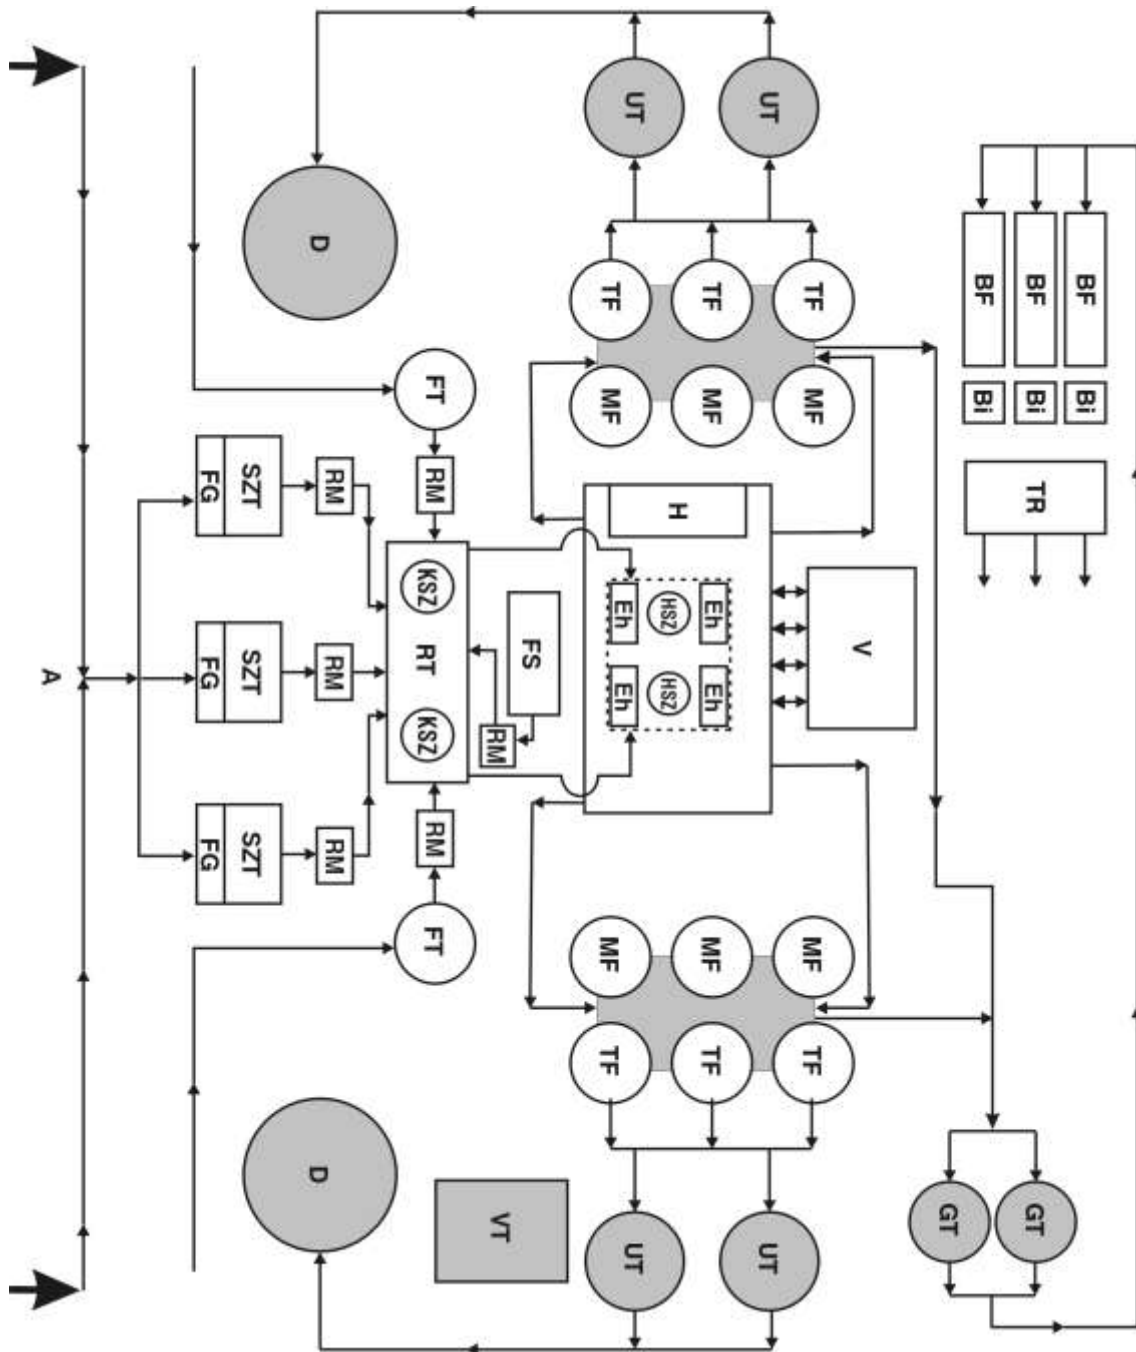 UT
UT
D
TF
TF
TF
BF
BF
BF
FT
MF
MF
MF
Bi
Bi
Bi
FG
SZT
RM
RM
H
TR
KSZ
Eh
HSZ
Eh
A
FG
SZT
RM
RT
FS
V
Eh
HSZ
Eh
KSZ
RM
FG
SZT
RM
RM
FT
MF
MF
MF
TF
TF
TF
D
VT
GT
GT
UT
UT